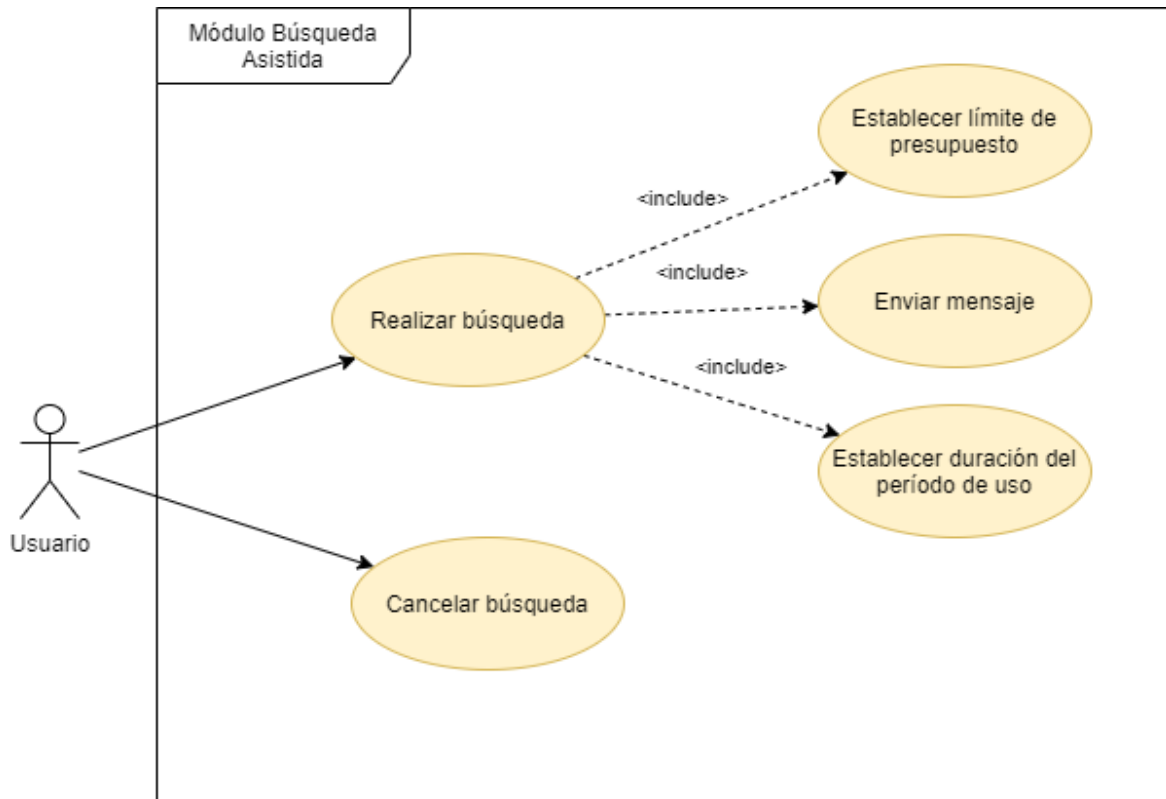 Módulo Búsqueda
Asistida
Establecer límite de
presupuesto
<include>
<include>
Enviar mensaje
Realizar búsqueda
<include>
Establecer duración del
período de uso
Usuario
Cancelar búsqueda